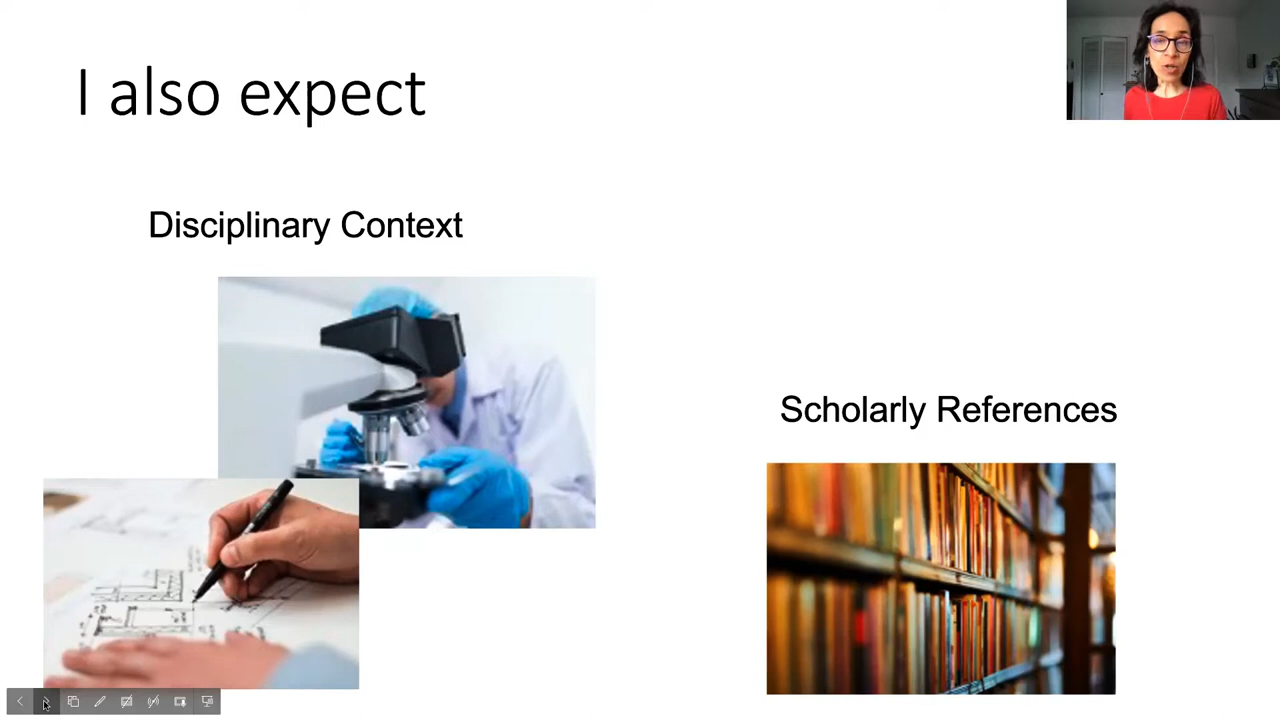 I also expect
Disciplinary Context
Scholarly References